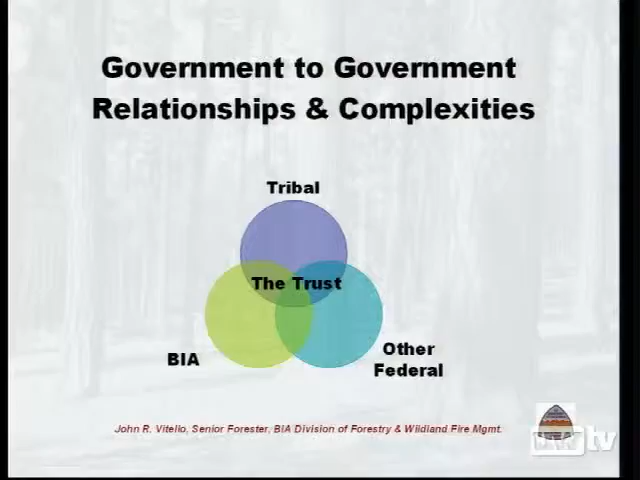 Government to Government
Relationships & Complexities
Tribal
The Trust
BIA
Other
Federal
John R. Vitello, Senior Forester, BIA Division of Forestry & Wildland Fire Mgmt.
tv